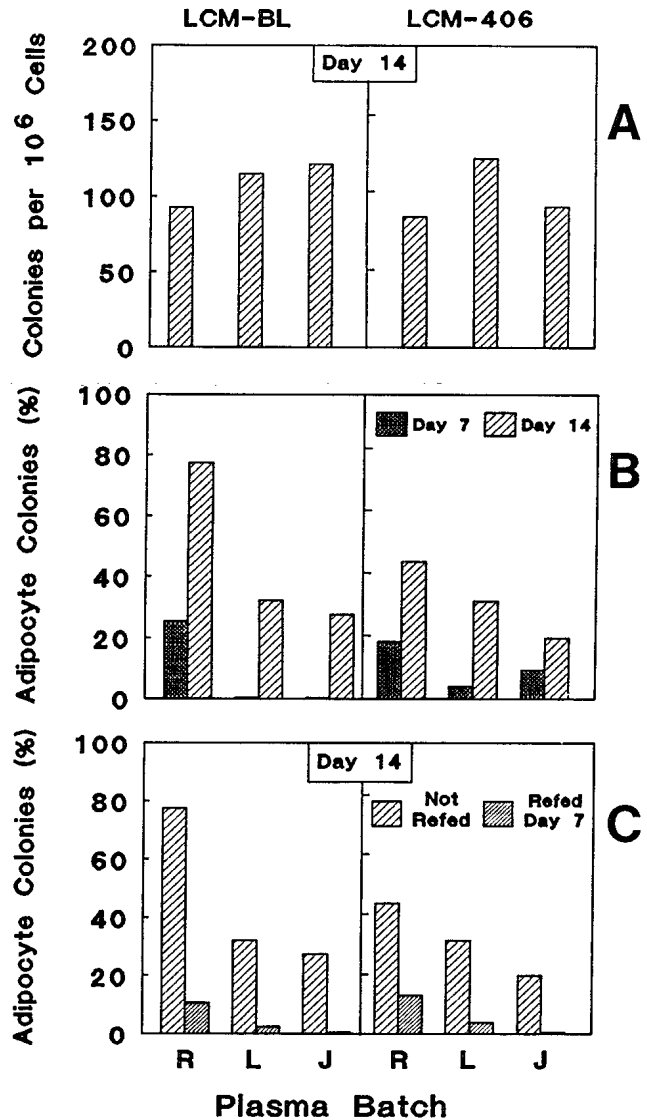 LCM-BL LCM-406
Colonies per 10⁶ Cells
200
150
100
50
0
Day 14
A
Adipocyte Colonies (%)
100
80
60
40
20
0
Day 7 Day 14
B
Adipocyte Colonies (%)
100
80
60
40
20
0
Day 14
Not Refed
Refed Day 7
C
R L J R L J
Plasma Batch